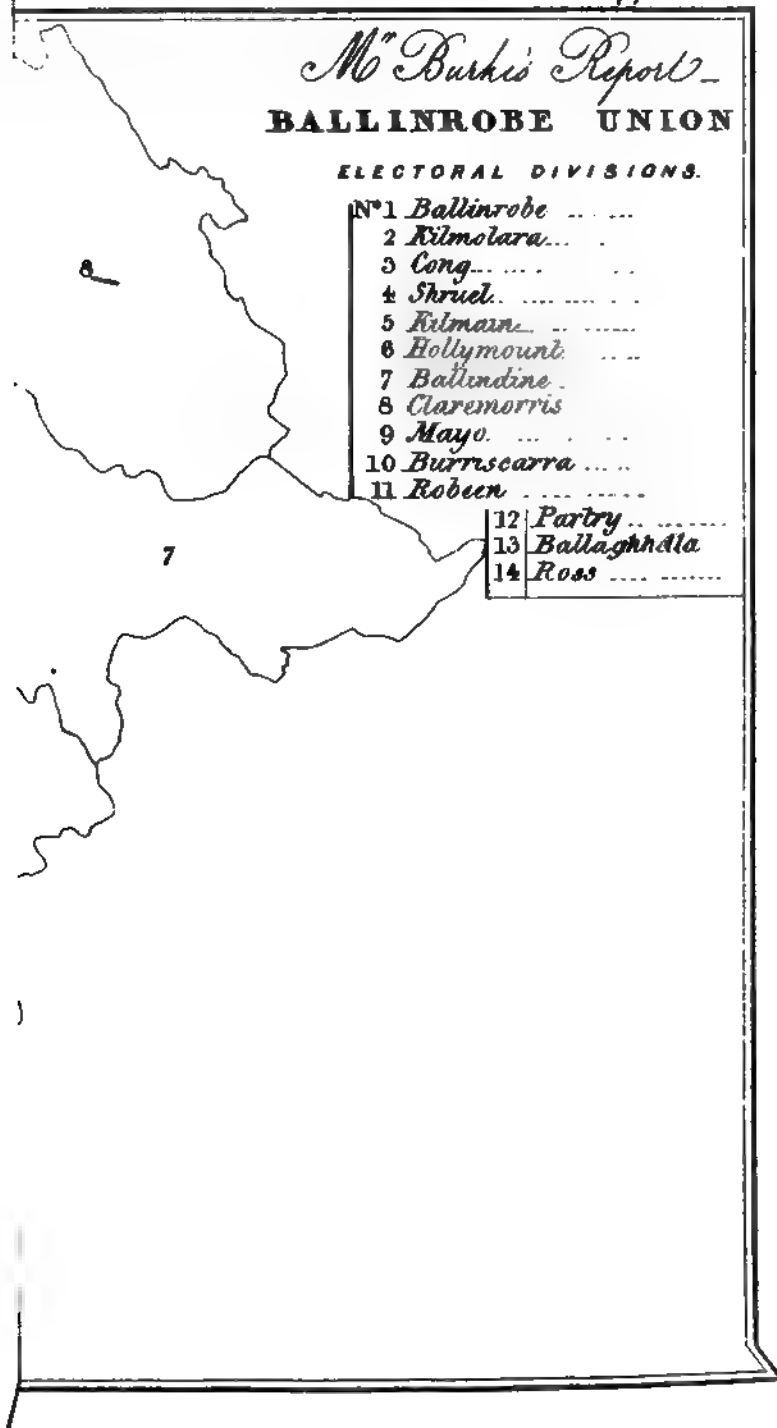 Mr Burke's Report
BALLINROBE UNION
ELECTORAL DIVISIONS.
No 1 Ballinrobe
2 Kilmolara
3 Cong
4 Shruel
5 Kilmain
6 Hollymount
7 Ballindine
8 Claremorris
9 Mayo
10 Burriscarra
11 Robeen
12 Partry
13
14 Ross
8
7